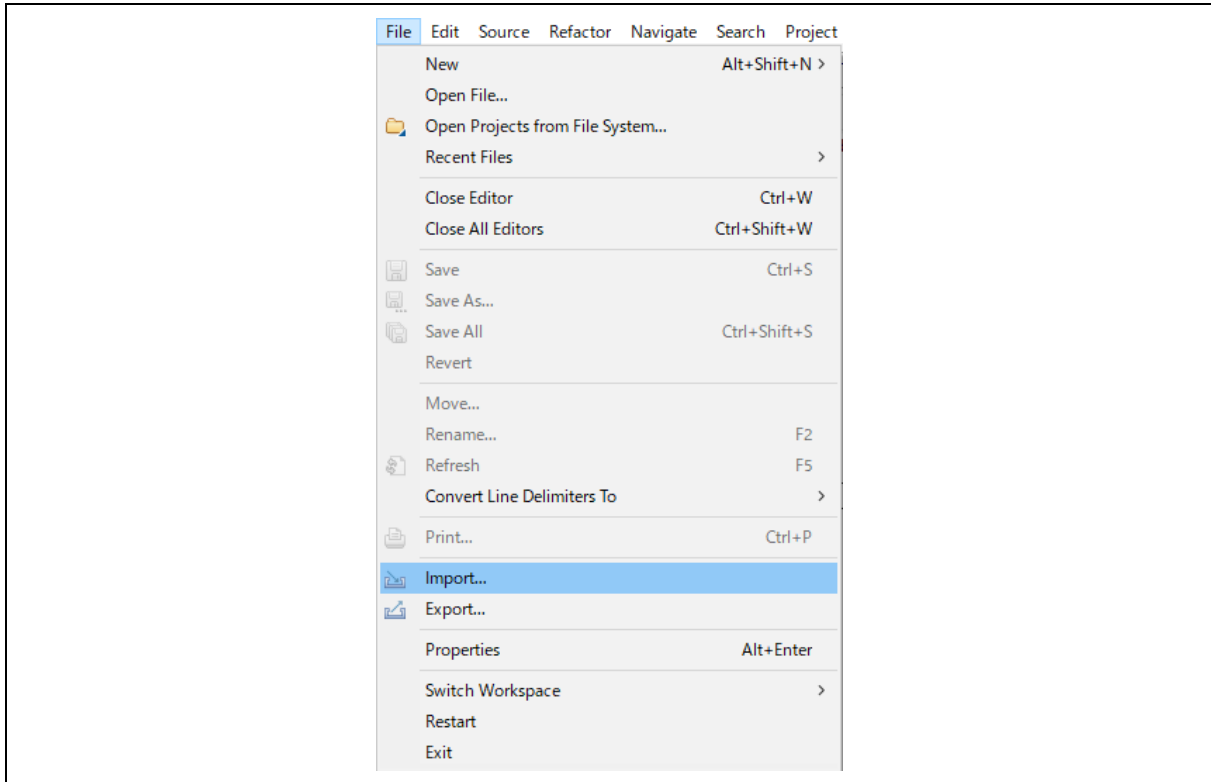 File Edit Source Refactor Navigate Search Project
New Alt+Shift+N >
Open File...
Open Projects from File System...
Recent Files >
Close Editor Ctrl+W
Close All Editors Ctrl+Shift+W
Save Ctrl+S
Save As...
Save All Ctrl+Shift+S
Revert
Move...
Rename... F2
Refresh F5
Convert Line Delimiters To >
Print... Ctrl+P
Import...
Export...
Properties Alt+Enter
Switch Workspace >
Restart
Exit